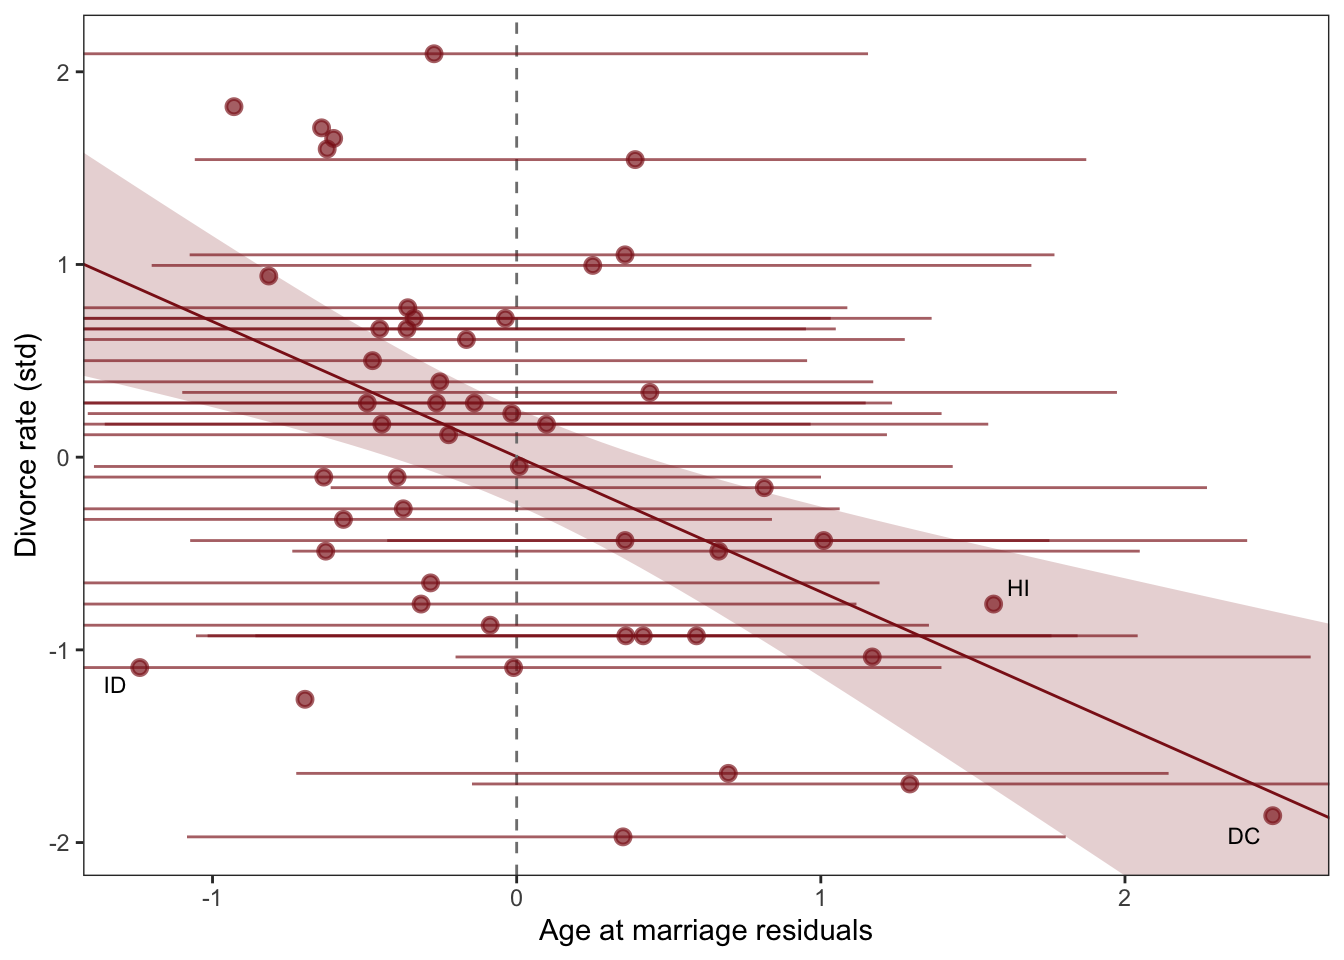 2
1
0
-1
-2
Divorce rate (std)
HI
ID
DC
-1
0
1
2
Age at marriage residuals